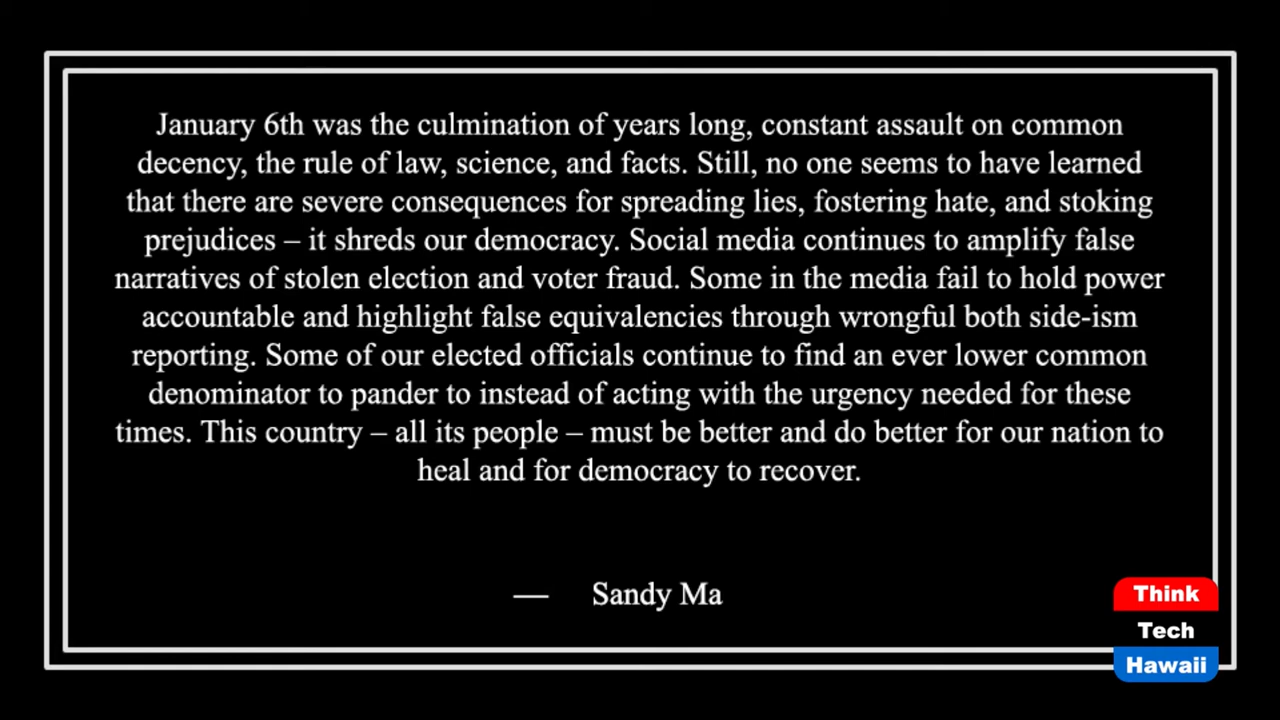 January 6th was the culmination of years long, constant assault on common
decency, the rule of law, science, and facts. Still, no one seems to have learned
that there are severe consequences for spreading lies, fostering hate, and stoking
prejudices – it shreds our democracy. Social media continues to amplify false
narratives of stolen election and voter fraud. Some in the media fail to hold power
accountable and highlight false equivalencies through wrongful both side-ism
reporting. Some of our elected officials continue to find an ever lower common
denominator to pander to instead of acting with the urgency needed for these
times. This country – all its people – must be better and do better for our nation to
heal and for democracy to recover.
— Sandy Ma
Think
Tech
Hawaii